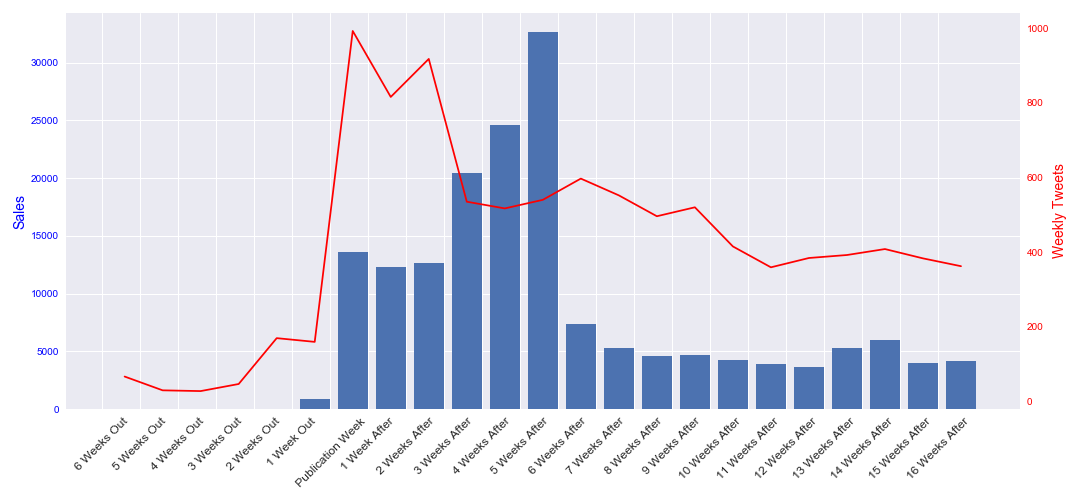 Sales
30000
25000
20000
15000
10000
5000
0
1000
800
600
400
200
0
Weekly Tweets
6 Weeks Out
5 Weeks Out
4 Weeks Out
3 Weeks Out
2 Weeks Out
1 Week Out
Publication Week
1 Week After
2 Weeks After
3 Weeks After
4 Weeks After
5 Weeks After
6 Weeks After
7 Weeks After
8 Weeks After
9 Weeks After
10 Weeks After
11 Weeks After
12 Weeks After
13 Weeks After
14 Weeks After
15 Weeks After
16 Weeks After